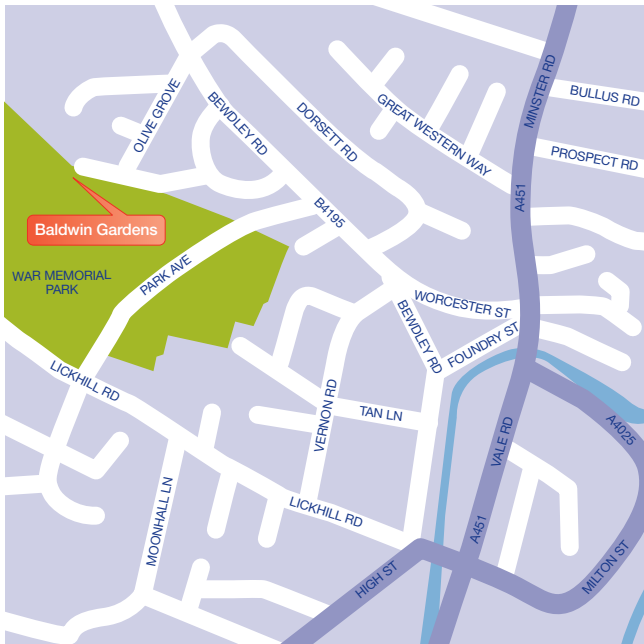 MINSTER RD
BULLUS RD
OLIVE GROVE
BEWDLEY RD
DORSETT RD
GREAT WESTERN WAY
PROSPECT RD
A451
B4195
Baldwin Gardens
PARK AVE
WAR MEMORIAL
PARK
WORCESTER ST
BEWDLEY RD
FOUNDRY ST
LICKHILL RD
VERNON RD
TAN LN
VALE RD
A4025
MOONHALL LN
LICKHILL RD
A451
HIGH ST
MILTON ST